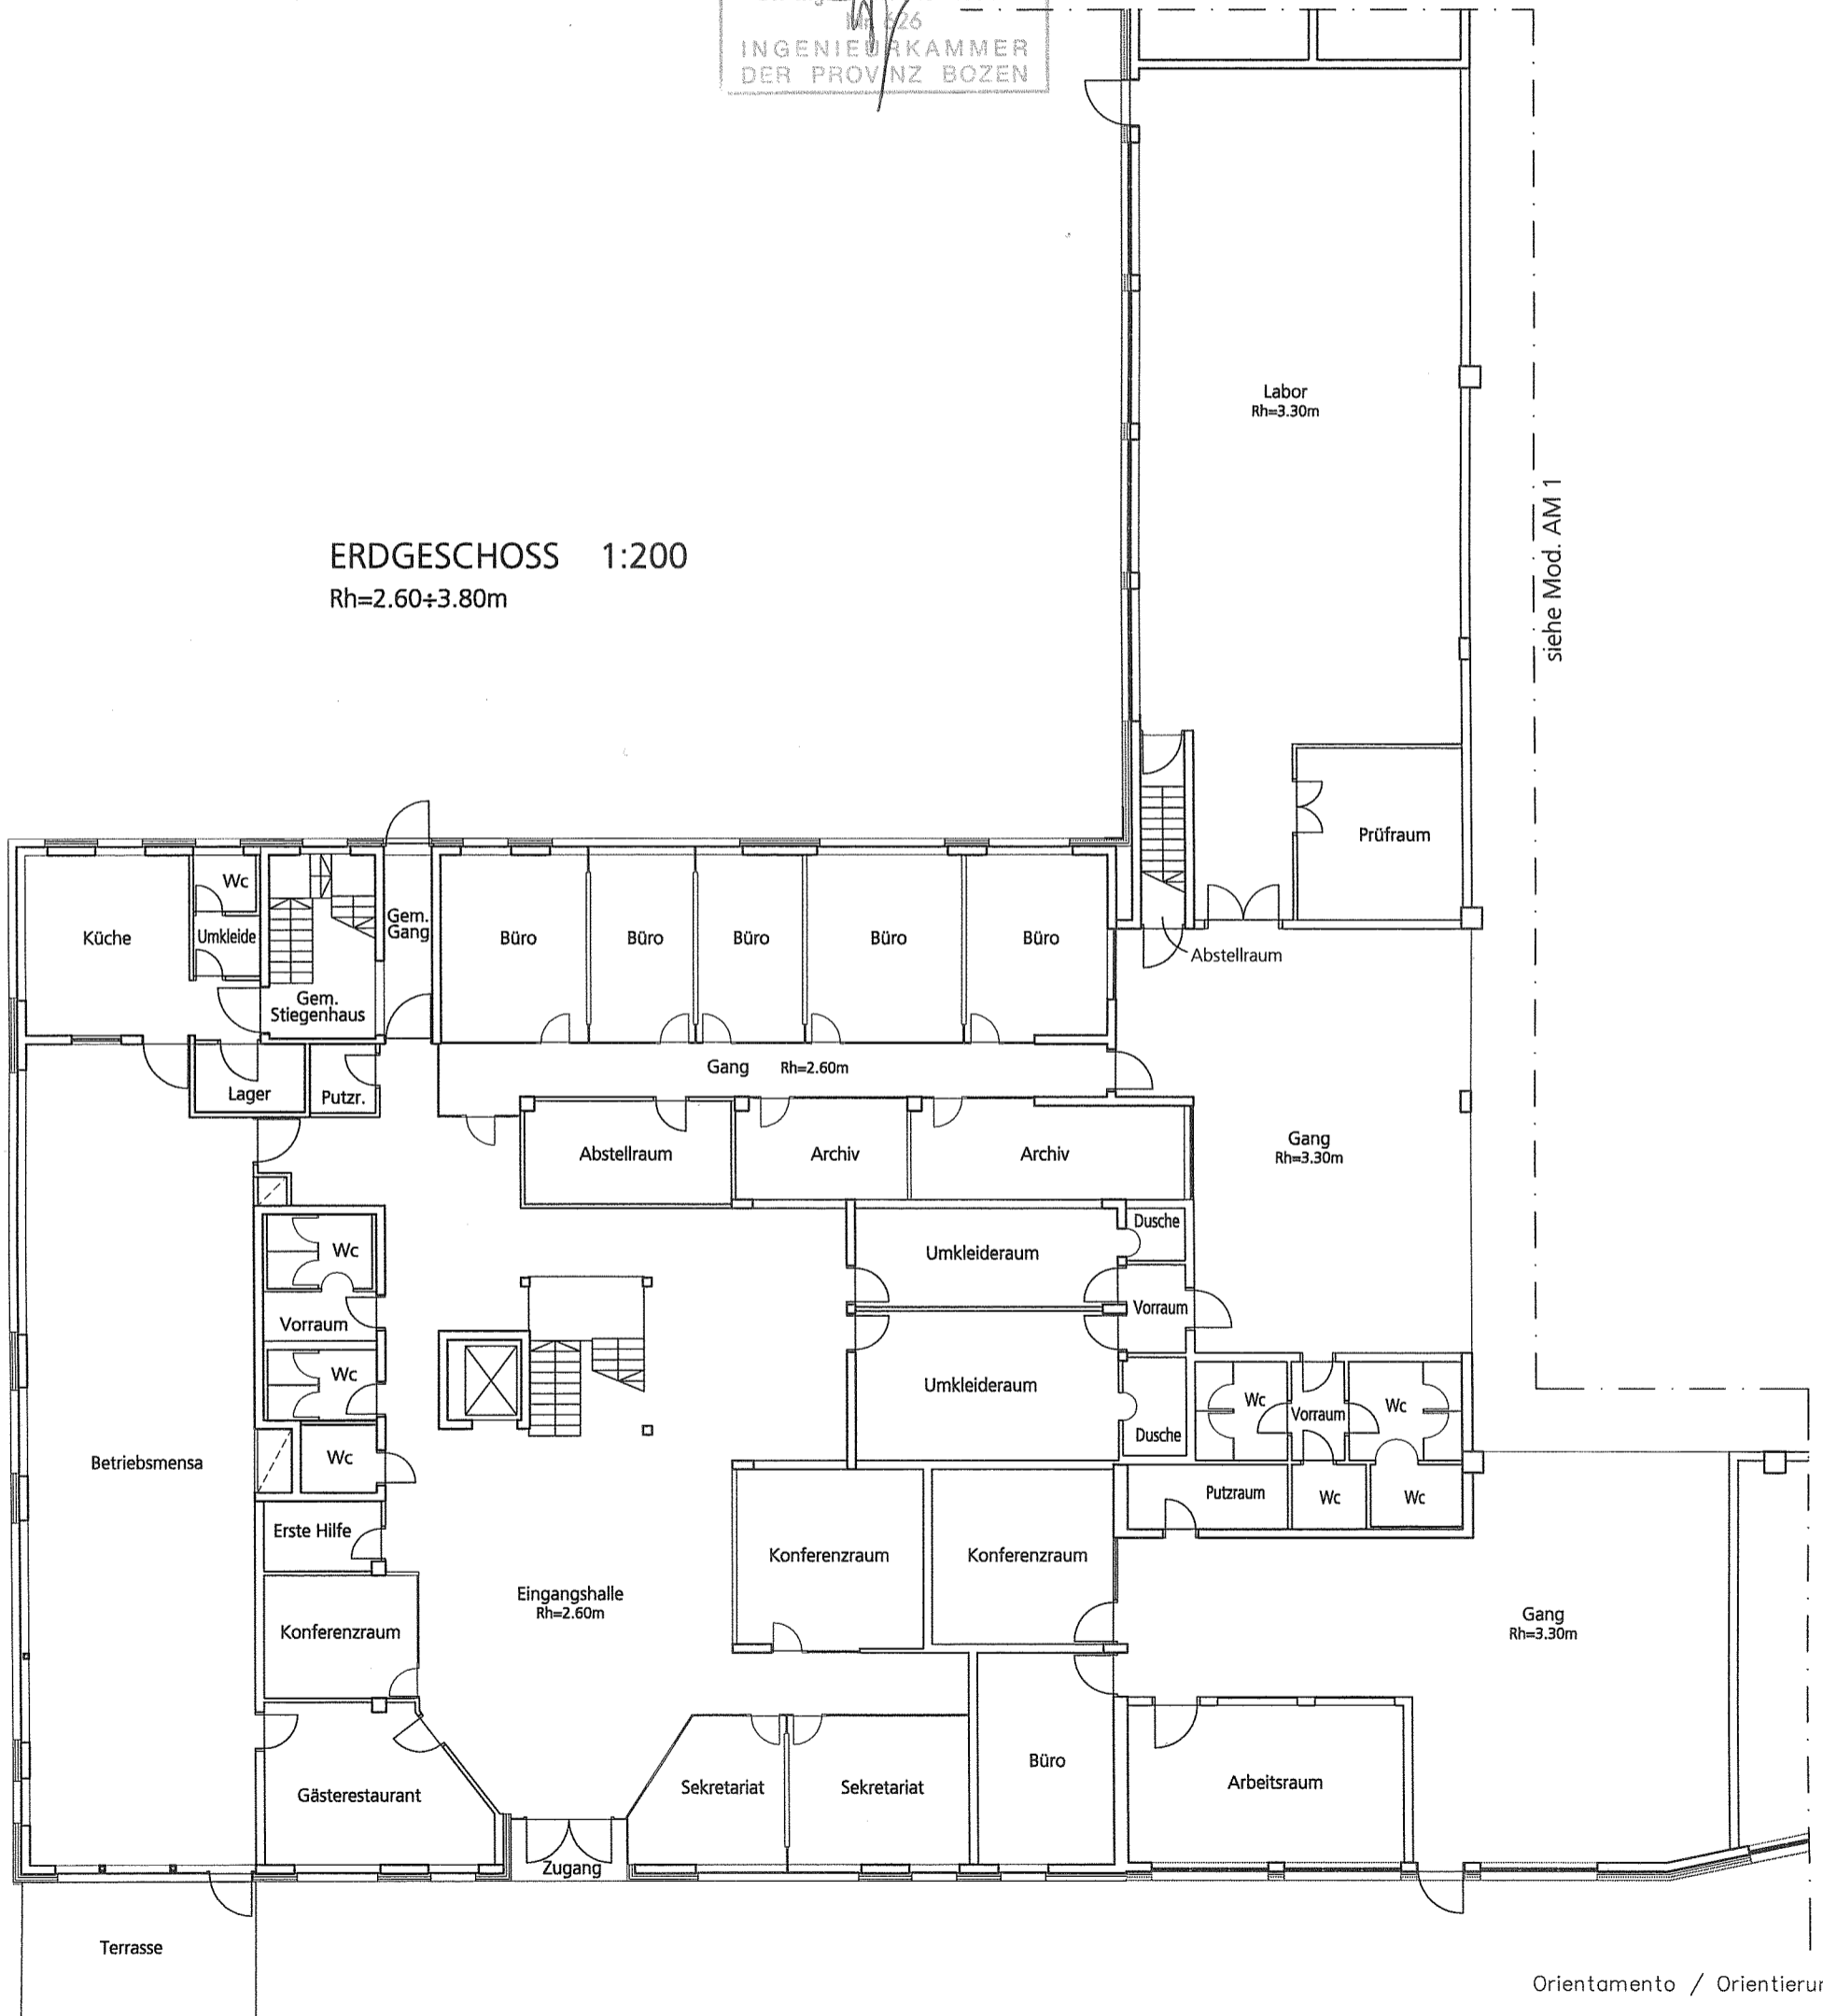 626
INGENIEURKAMMER
DER PROVINZ BOZEN
ERDGESCHOSS 1:200
Rh=2.60÷3.80m
Labor
Rh=3.30m
siehe Mod. AM 1
Prüfraum
Abstellraum
Küche
Wc
Umkleide
Gem.
Stiegenhaus
Gem.
Gang
Büro
Büro
Büro
Büro
Büro
Gang Rh=2.60m
Lager
Putzr.
Abstellraum
Archiv
Archiv
Gang
Rh=3.30m
Wc
Vorraum
Wc
Wc
Umkleideraum
Dusche
Vorraum
Umkleideraum
Dusche
Wc
Vorraum
Wc
Putzraum
Wc
Wc
Betriebsmensa
Erste Hilfe
Konferenzraum
Eingangshalle
Rh=2.60m
Konferenzraum
Konferenzraum
Gang
Rh=3.30m
Gästerestaurant
Sekretariat
Sekretariat
Büro
Arbeitsraum
Zugang
Terrasse
Orientamento / Orientierun